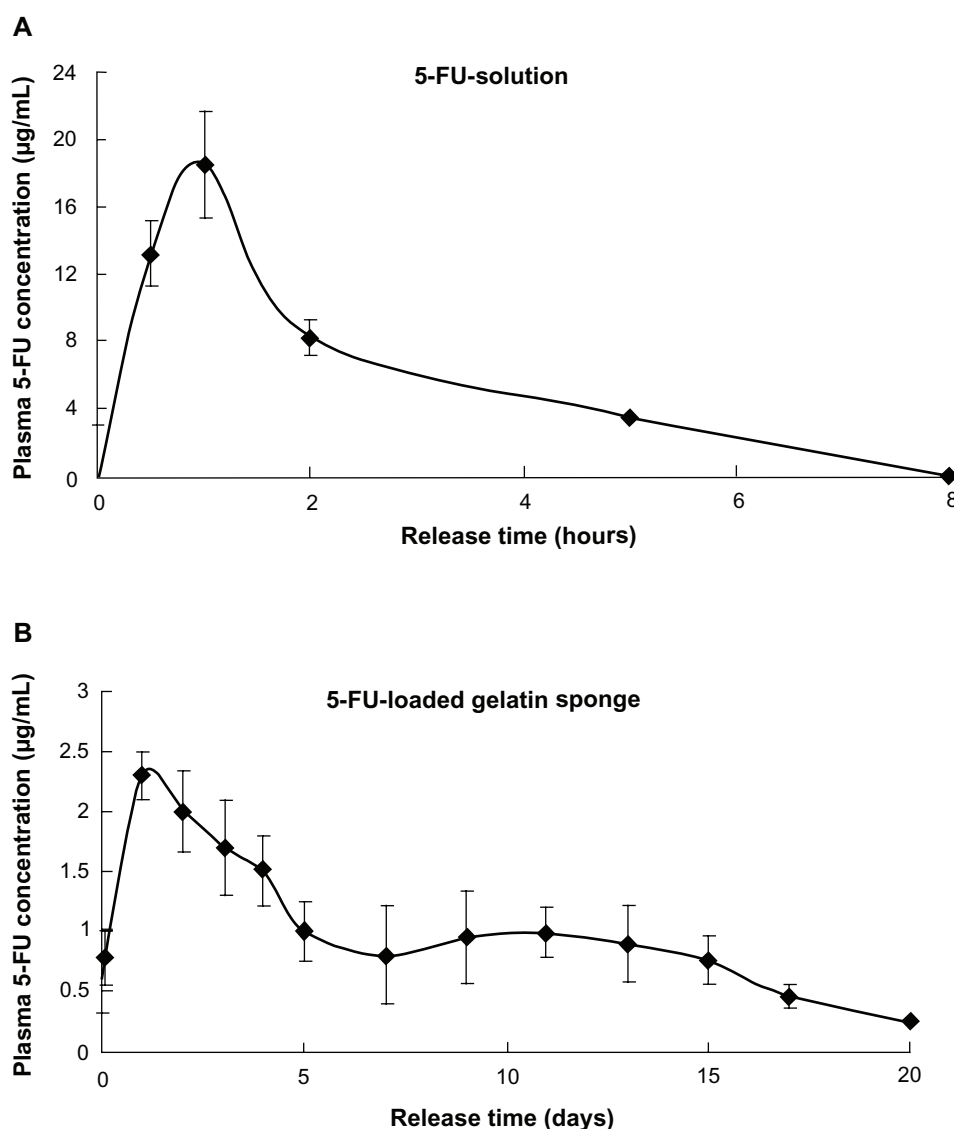 A
5-FU-solution
Plasma 5-FU concentration (µg/mL)
24
20
16
12
8
4
0
0 2 4 6 8
Release time (hours)
B
5-FU-loaded gelatin sponge
Plasma 5-FU concentration (µg/mL)
3
2.5
2
1.5
1
0.5
0
0 5 10 15 20
Release time (days)